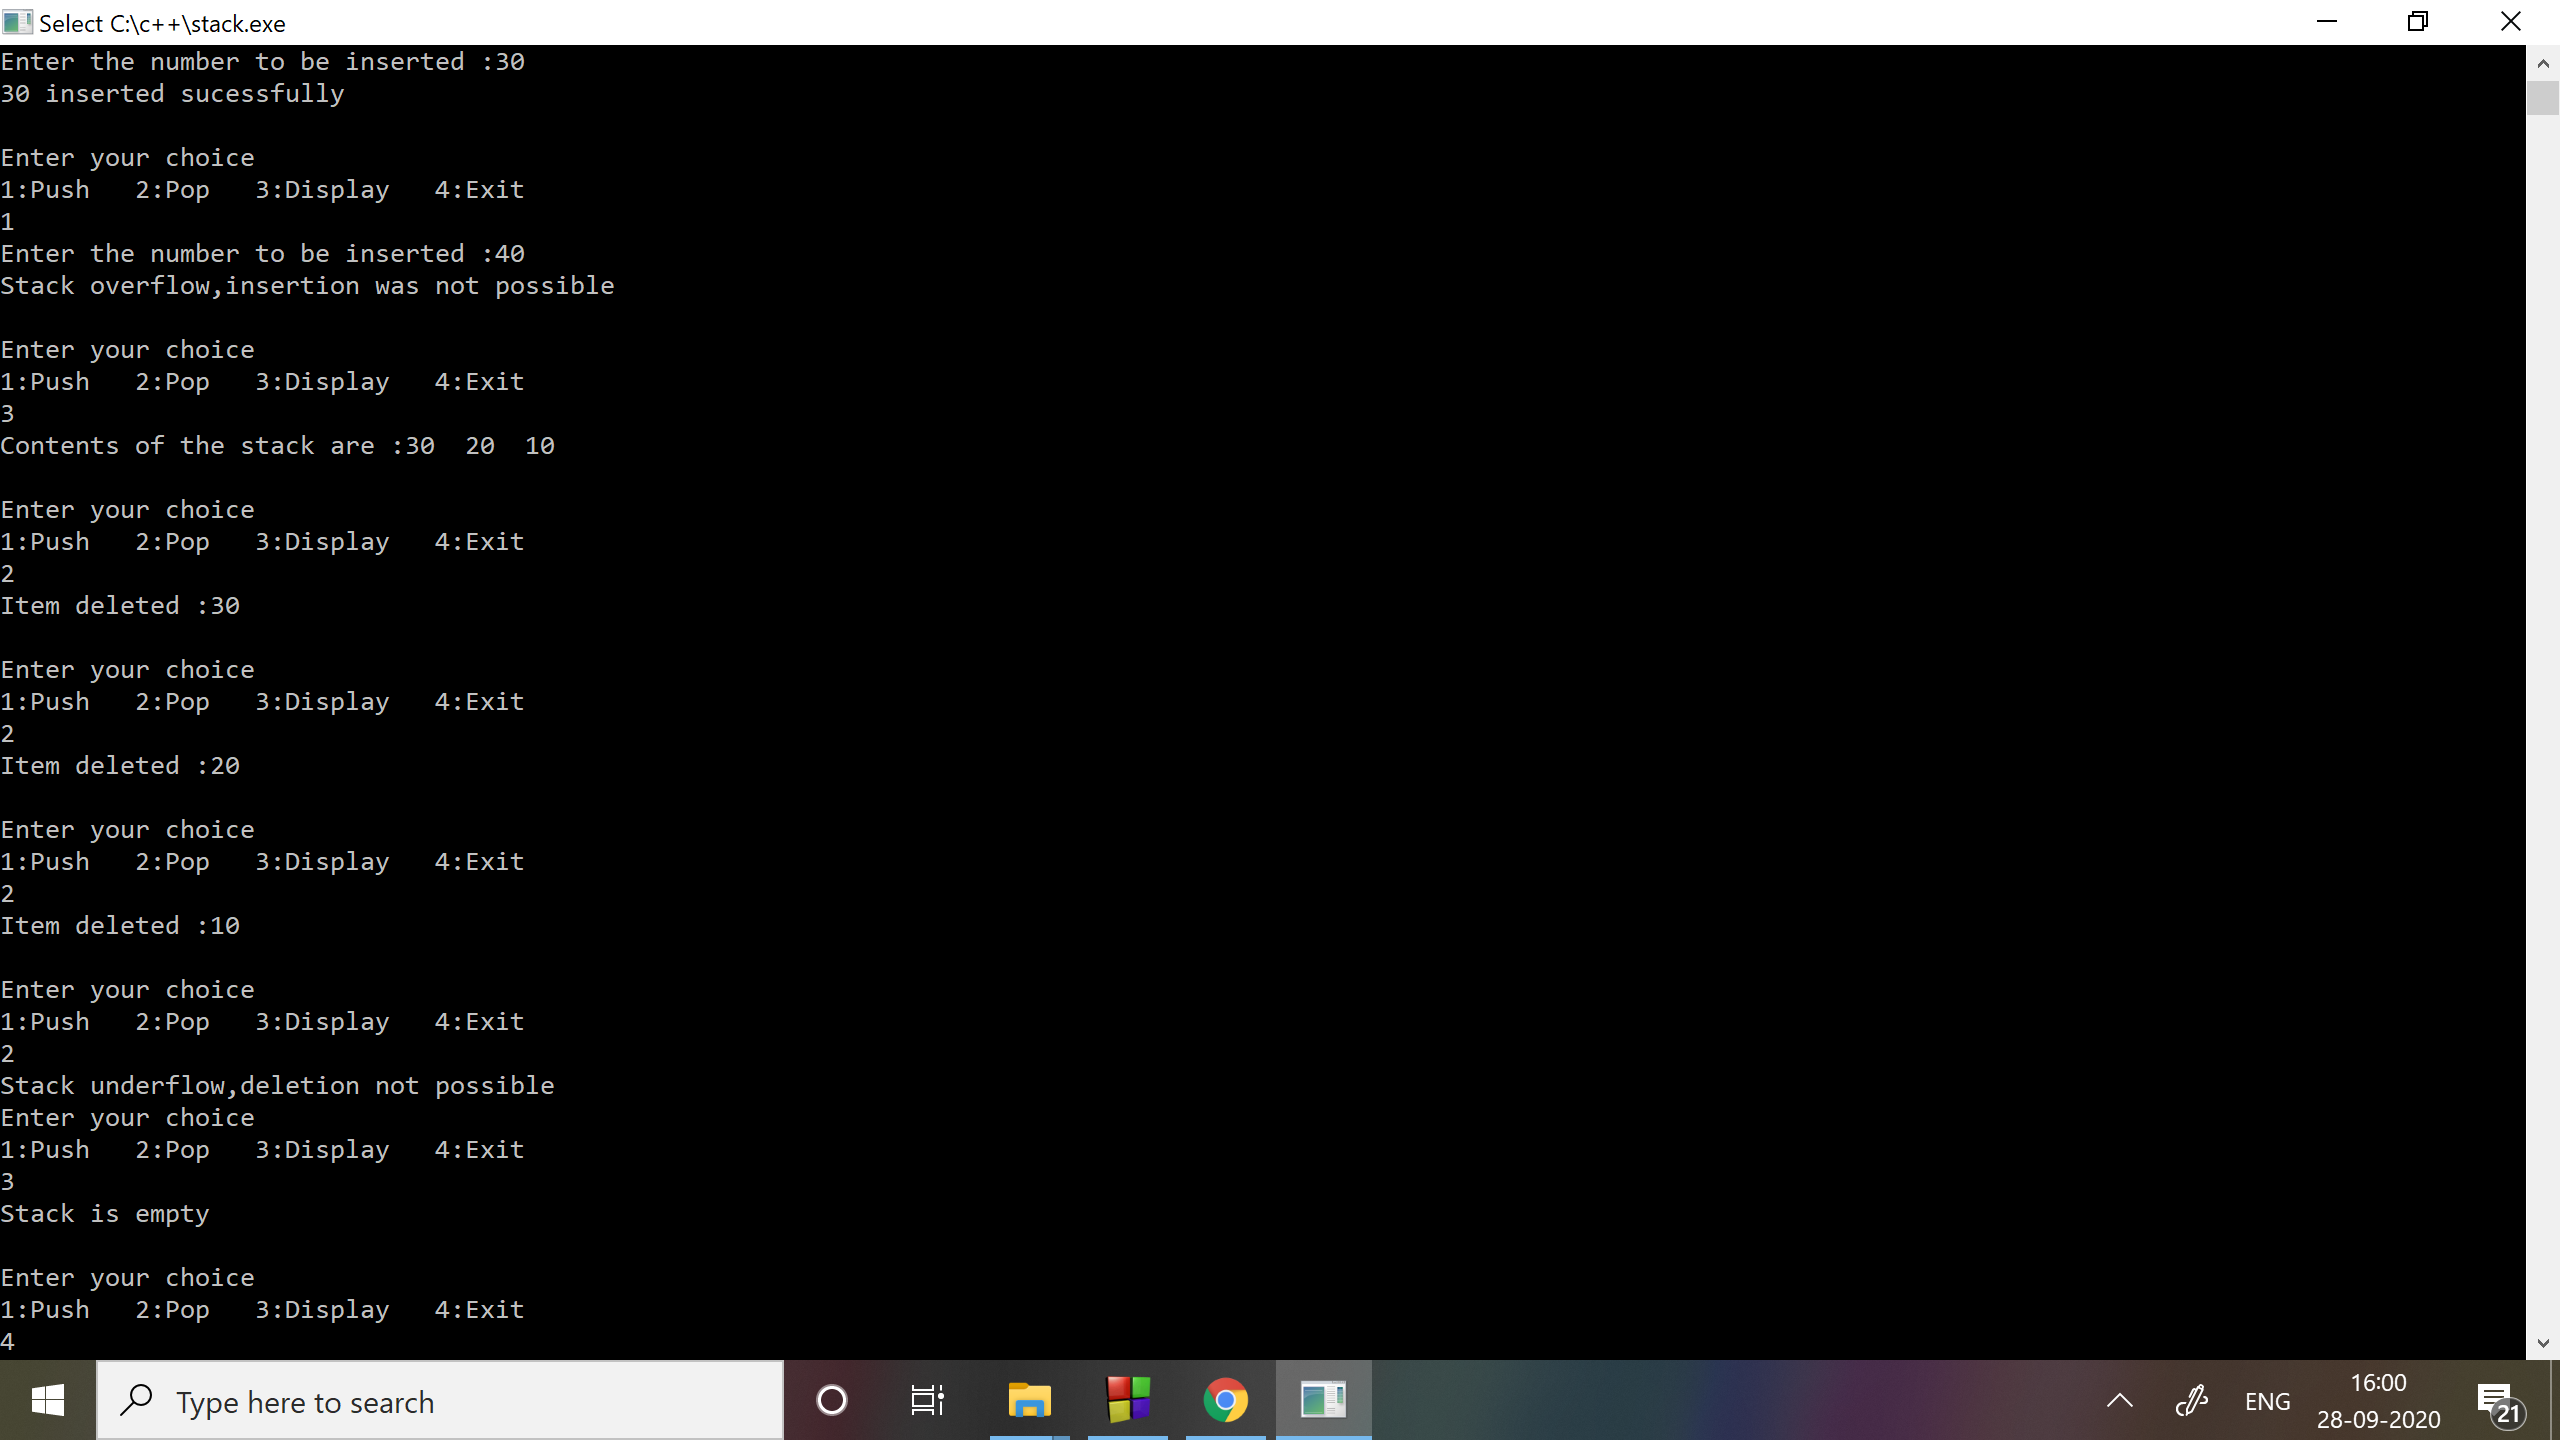 Select C:\c++\stack.exe
Enter the number to be inserted :30
30 inserted sucessfully
Enter your choice
1:Push   2:Pop   3:Display   4:Exit
1
Enter the number to be inserted :40
Stack overflow,insertion was not possible
Enter your choice
1:Push   2:Pop   3:Display   4:Exit
3
Contents of the stack are :30  20  10
Enter your choice
1:Push   2:Pop   3:Display   4:Exit
2
Item deleted :30
Enter your choice
1:Push   2:Pop   3:Display   4:Exit
2
Item deleted :20
Enter your choice
1:Push   2:Pop   3:Display   4:Exit
2
Item deleted :10
Enter your choice
1:Push   2:Pop   3:Display   4:Exit
2
Stack underflow,deletion not possible
Enter your choice
1:Push   2:Pop   3:Display   4:Exit
3
Stack is empty
Enter your choice
1:Push   2:Pop   3:Display   4:Exit
4
Type here to search
ENG
16:00
28-09-2020
21